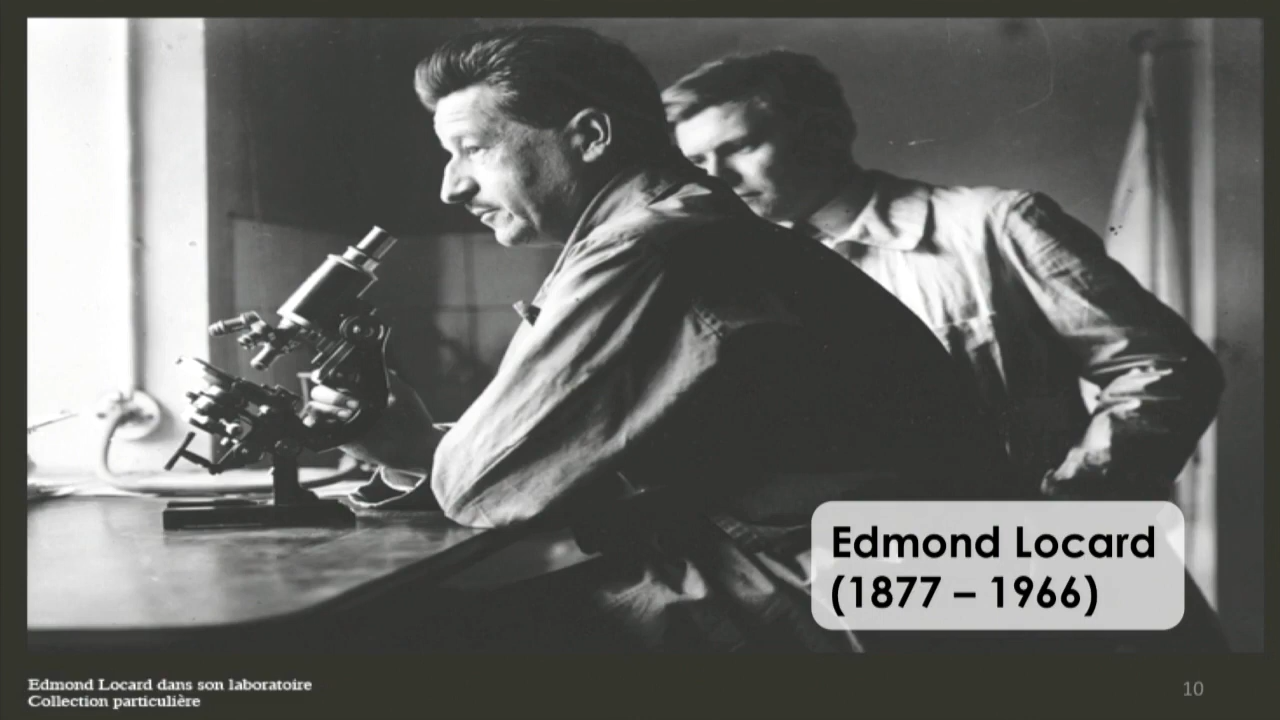 Edmond Locard
(1877 – 1966)
Edmond Locard dans son laboratoire
Collection particulière
10